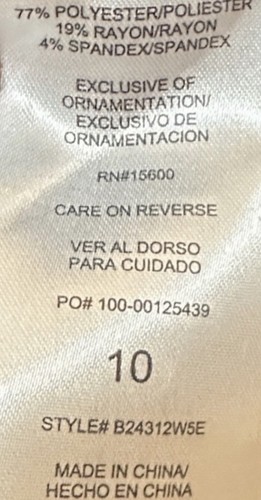 77% POLYESTER/POLIESTER
19% RAYON/RAYON
4% SPANDEX/SPANDEX
EXCLUSIVE OF
ORNAMENTATION/
EXCLUSIVO DE
ORNAMENTACION
RN#15600
CARE ON REVERSE
VER AL DORSO
PARA CUIDADO
PO# 100-00125439
10
STYLE# B24312W5E
MADE IN CHINA/
HECHO EN CHINA